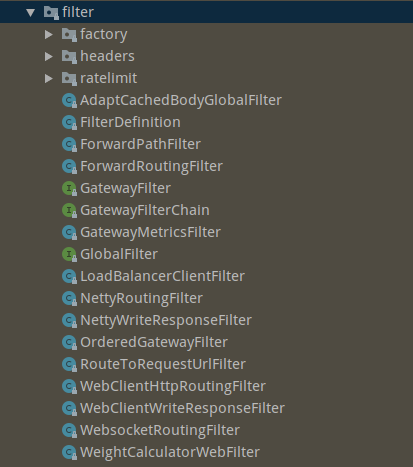 filter
factory
headers
ratelimit
AdaptCachedBodyGlobalFilter
FilterDefinition
ForwardPathFilter
ForwardRoutingFilter
GatewayFilter
GatewayFilterChain
GatewayMetricsFilter
GlobalFilter
LoadBalancerClientFilter
NettyRoutingFilter
NettyWriteResponseFilter
OrderedGatewayFilter
RouteToRequestUrlFilter
WebClientHttpRoutingFilter
WebClientWriteResponseFilter
WebsocketRoutingFilter
WeightCalculatorWebFilter